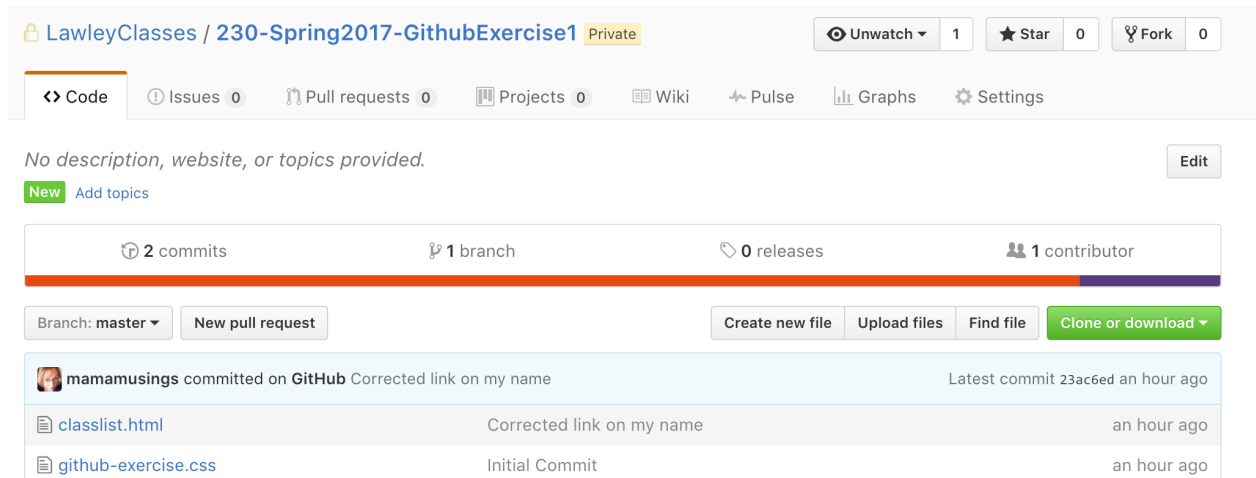 LawleyClasses / 230-Spring2017-GithubExercise1 Private Unwatch 1 Star 0 Fork 0
Code Issues 0 Pull requests 0 Projects 0 Wiki Pulse Graphs Settings
No description, website, or topics provided. Edit
New Add topics
2 commits 1 branch 0 releases 1 contributor
Branch: master New pull request Create new file Upload files Find file Clone or download
mamamusings committed on GitHub Corrected link on my name Latest commit 23ac6ed an hour ago
classlist.html Corrected link on my name an hour ago
github-exercise.css Initial Commit an hour ago